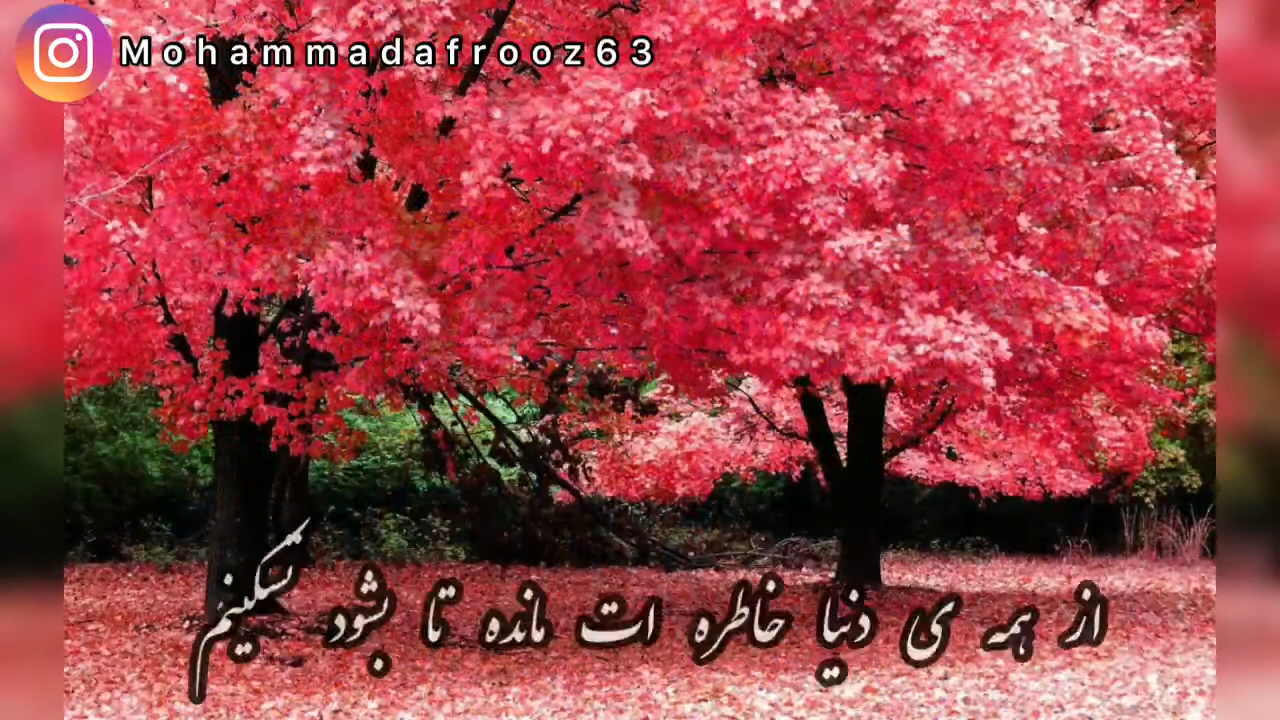 Mohammadafrooz63
از همه ی دنیا خاطره ات مانده تا بشود تسکینم